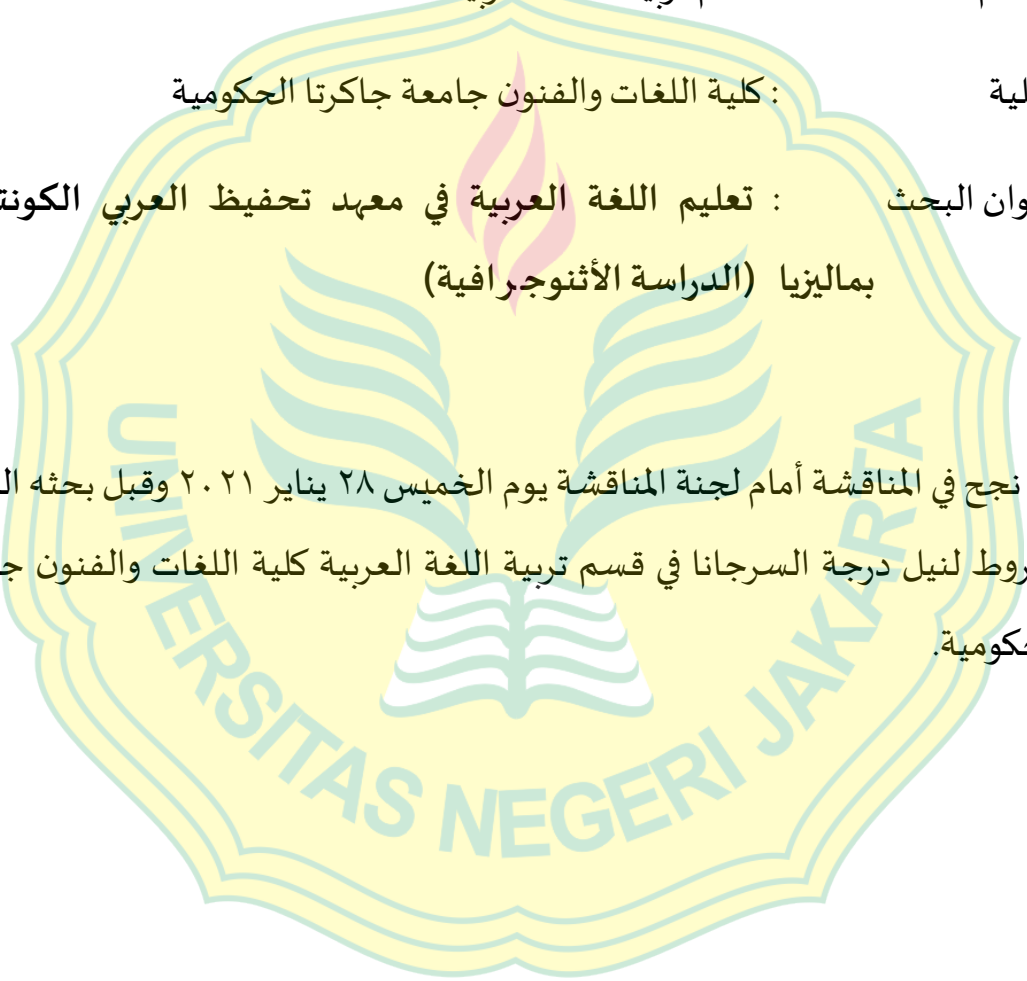 لية : كلية اللغات والفنون جامعة جاكرتا الحكومية
وان البحث : تعليم اللغة العربية في معهد تحفيظ العربي الكونت
بماليزيا (الدراسة الأثنوجرافية)
نجح في المناقشة أمام لجنة المناقشة يوم الخميس ٢٨ يناير ٢٠٢١ وقبل بحثه ال
روط لنيل درجة السرجانا في قسم تربية اللغة العربية كلية اللغات والفنون ج
حكومية.
UNIVERSITAS NEGERI JAKARTA